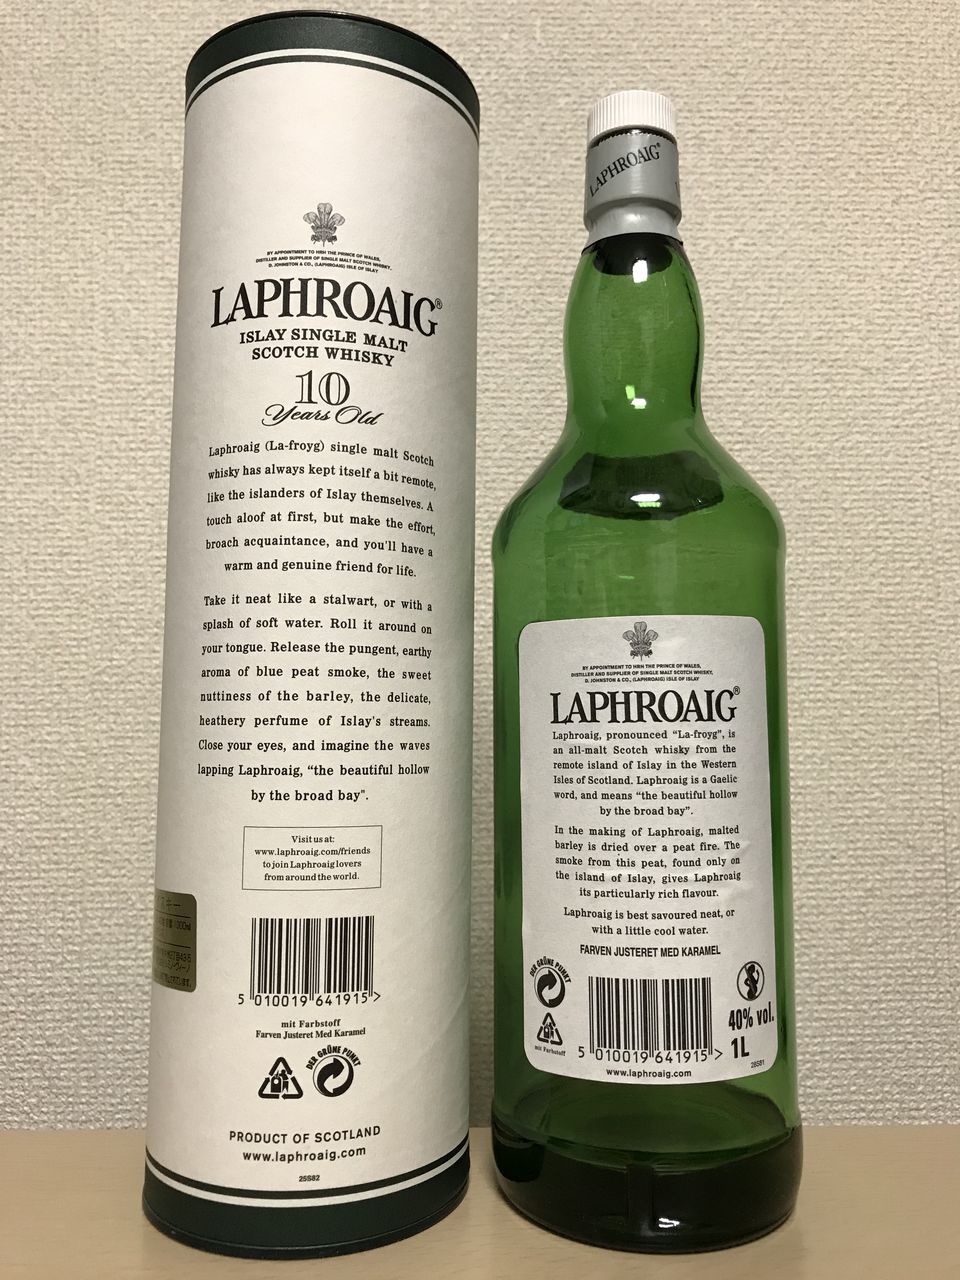 BY APPOINTMENT TO HRH THE PRINCE OF WALES,
DISTILLER AND SUPPLIER OF SINGLE MALT SCOTCH WHISKY,
D. JOHNSTON & CO., (LAPHROAIG) ISLE OF ISLAY
LAPHROAIG®
ISLAY SINGLE MALT
SCOTCH WHISKY
10
Years Old
Laphroaig (La-froyg) single malt Scotch
whisky has always kept itself a bit remote,
like the islanders of Islay themselves. A
touch aloof at first, but make the effort,
broach acquaintance, and you'll have a
warm and genuine friend for life.
Take it neat like a stalwart, or with a
splash of soft water. Roll it around on
your tongue. Release the pungent, earthy
aroma of blue peat smoke, the sweet
nuttiness of the barley, the delicate,
heathery perfume of Islay's streams.
Close your eyes, and imagine the waves
lapping Laphroaig, “the beautiful hollow
by the broad bay".
Visit us at:
www.laphroaig.com/friends
to join Laphroaig lovers
from around the world.
5 010019 641915 >
mit Farbstoff
Farven Justeret Med Karamel
DER GRÜNE PUNKT
PRODUCT OF SCOTLAND
www.laphroaig.com
25S82
LAPHROAIG®
BY APPOINTMENT TO HRH THE PRINCE OF WALES,
DISTILLER AND SUPPLIER OF SINGLE MALT SCOTCH WHISKY,
D. JOHNSTON & CO., (LAPHROAIG) ISLE OF ISLAY
LAPHROAIG®
Laphroaig, pronounced “La-froyg”, is
an all-malt Scotch whisky from the
remote island of Islay in the Western
Isles of Scotland. Laphroaig is a Gaelic
word, and means “the beautiful hollow
by the broad bay”.
In the making of Laphroaig, malted
barley is dried over a peat fire. The
smoke from this peat, found only on
the island of Islay, gives Laphroaig
its particularly rich flavour.
Laphroaig is best savoured neat, or
with a little cool water.
FARVEN JUSTERET MED KARAMEL
DER GRÜNE PUNKT
mit Farbstoff
5 010019 641915 >
40% vol.
1L
www.laphroaig.com
28S81